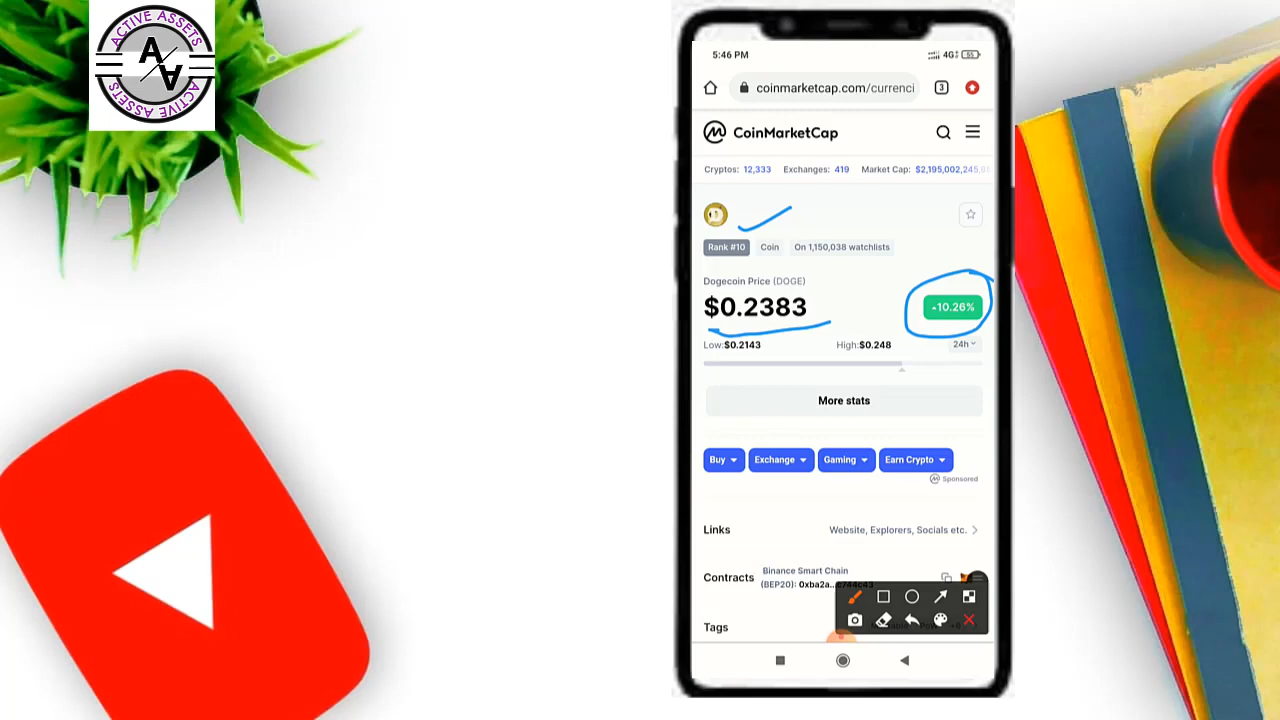 ACTIVE ASSETS
A/A
ACTIVE ASSETS
5:46 PM
4G 55
coinmarketcap.com/currenci
3
CoinMarketCap
Cryptos: 12,333 Exchanges: 419 Market Cap: $2,195,002,245,
Rank #10 Coin On 1,150,038 watchlists
Dogecoin Price (DOGE)
$0.2383
10.26%
Low:$0.2143 High:$0.248 24h
More stats
Buy Exchange Gaming Earn Crypto
Sponsored
Links Website, Explorers, Socials etc.
Contracts Binance Smart Chain
(BEP20): 0xba2a...c744c43
Tags